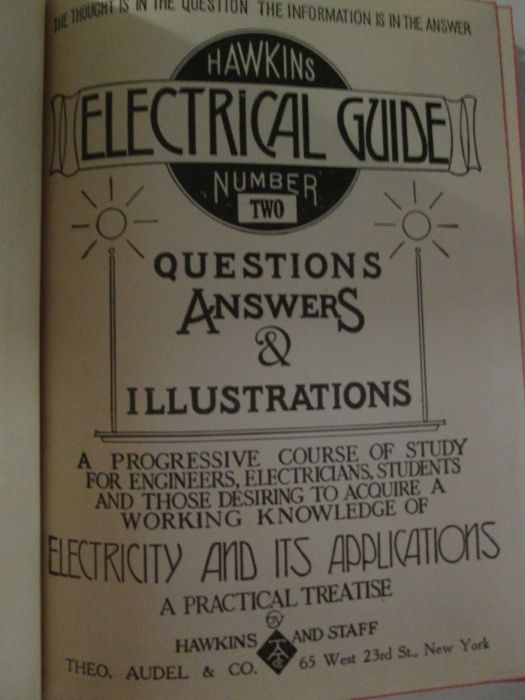 THE THOUGHT IS IN THE QUESTION THE INFORMATION IS IN THE ANSWER
HAWKINS
ELECTRICAL GUIDE
NUMBER
TWO
QUESTIONS
ANSWERS
&
ILLUSTRATIONS
A PROGRESSIVE COURSE OF STUDY
FOR ENGINEERS, ELECTRICIANS, STUDENTS
AND THOSE DESIRING TO ACQUIRE A
WORKING KNOWLEDGE OF
ELECTRICITY AND ITS APPLICATIONS
A PRACTICAL TREATISE
BY
HAWKINS AND STAFF
THEO. AUDEL & CO. 65 West 23rd St., New York